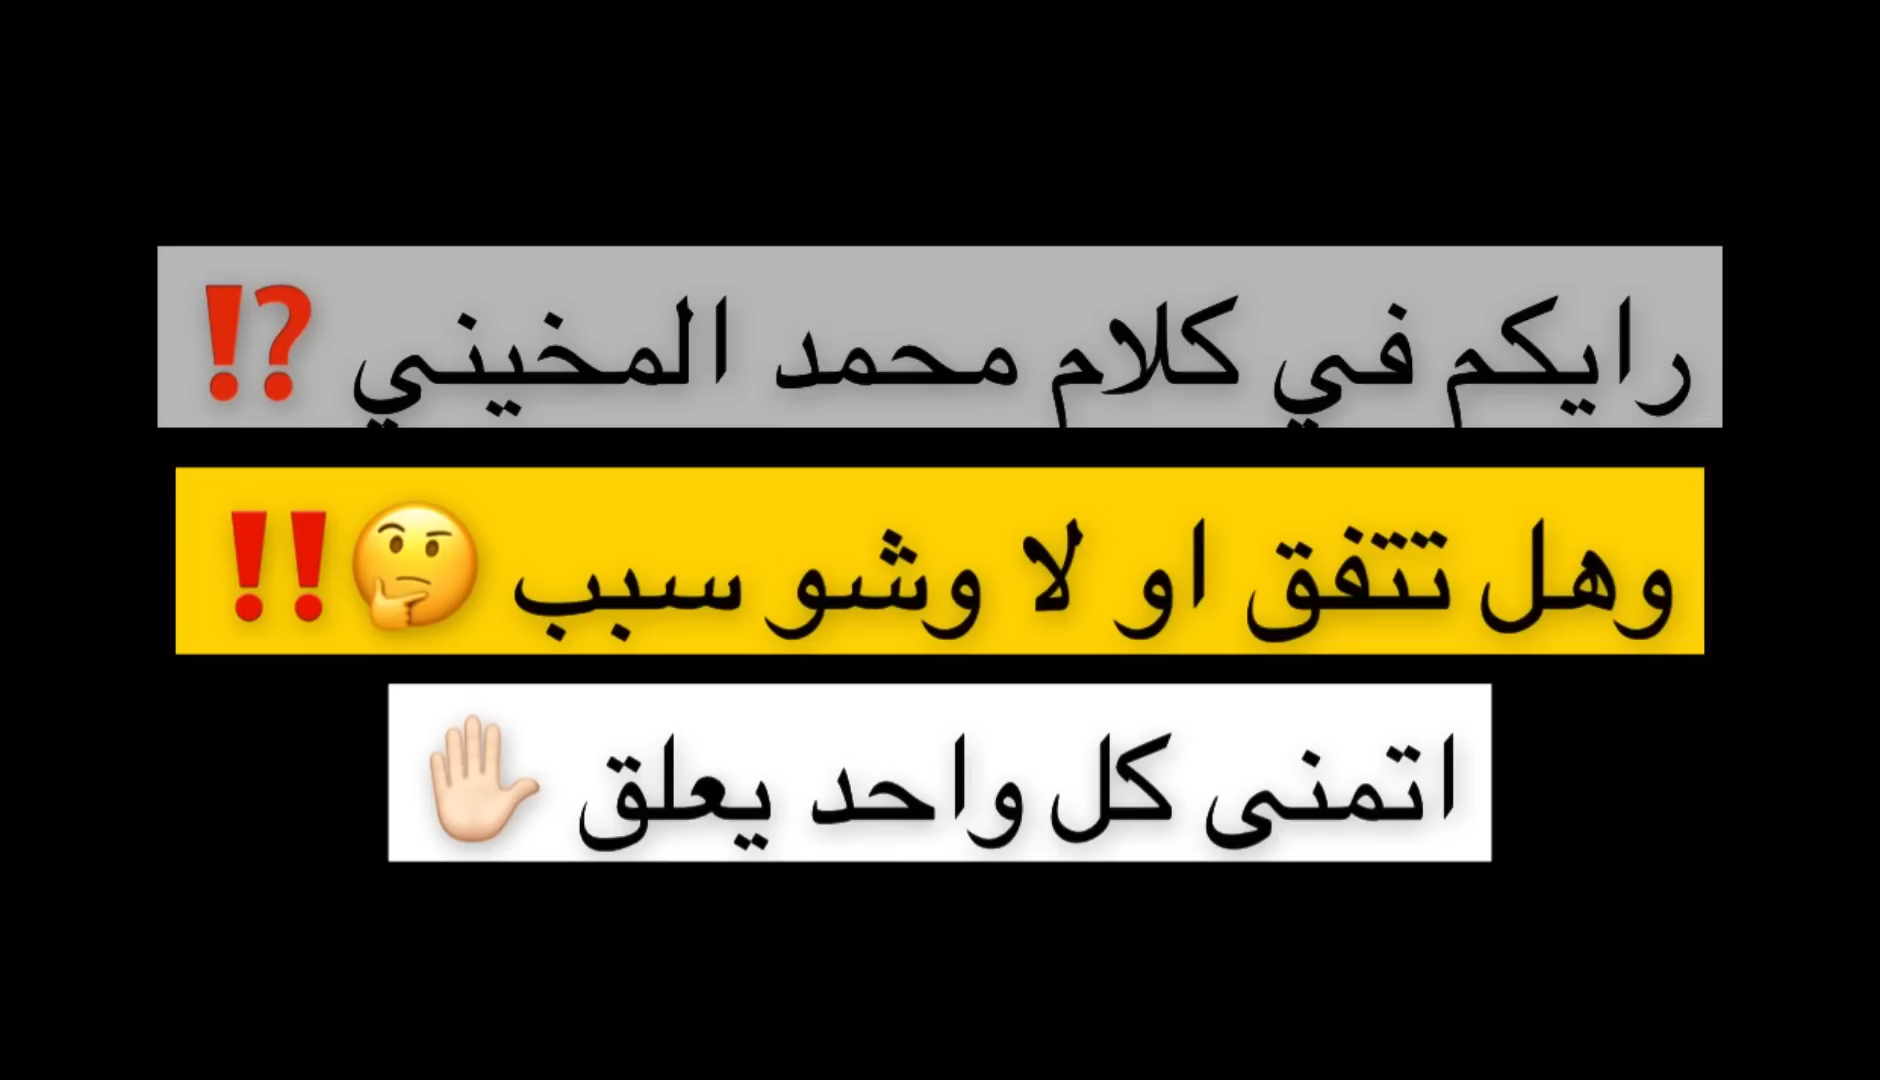 رايكم في كلام محمد المخيني ⁉️
وهل تتفق او لا وشو سبب 🤔‼️
اتمنى كل واحد يعلق ✋🏻